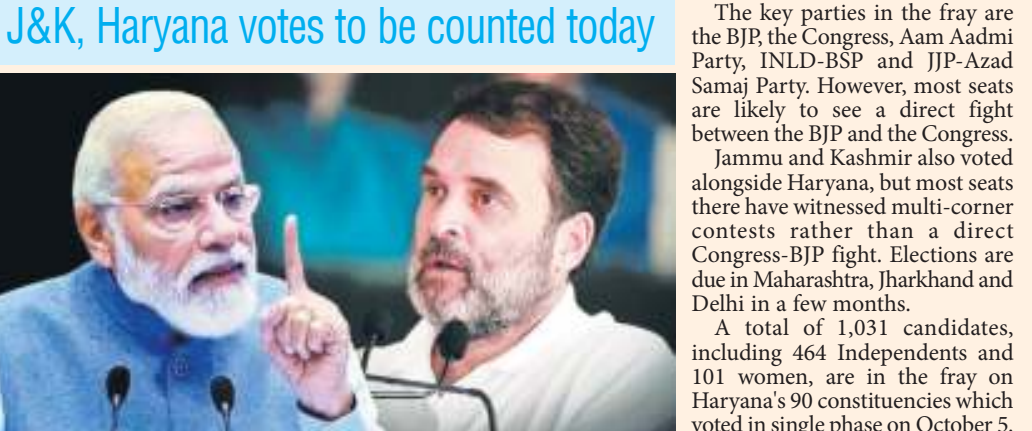 J&K, Haryana votes to be counted today
The key parties in the fray are
the BJP, the Congress, Aam Aadmi
Party, INLD-BSP and JJP-Azad
Samaj Party. However, most seats
are likely to see a direct fight
between the BJP and the Congress.
Jammu and Kashmir also voted
alongside Haryana, but most seats
there have witnessed multi-corner
contests rather than a direct
Congress-BJP fight. Elections are
due in Maharashtra, Jharkhand and
Delhi in a few months.
A total of 1,031 candidates,
including 464 Independents and
101 women, are in the fray on
Haryana's 90 constituencies which
voted in single phase on October 5.